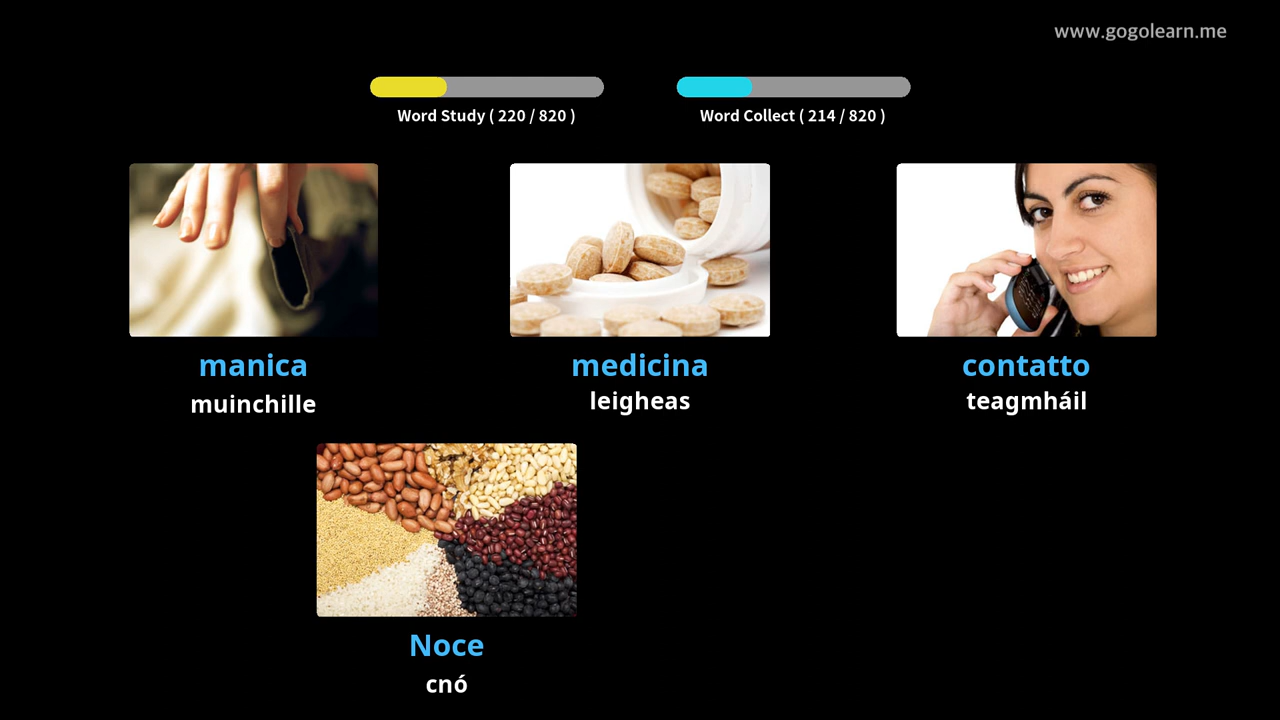 www.gogolearn.me
Word Study ( 220 / 820 )
Word Collect ( 214 / 820 )
manica
muinchille
medicina
leigheas
contatto
teagmháil
Noce
cnó